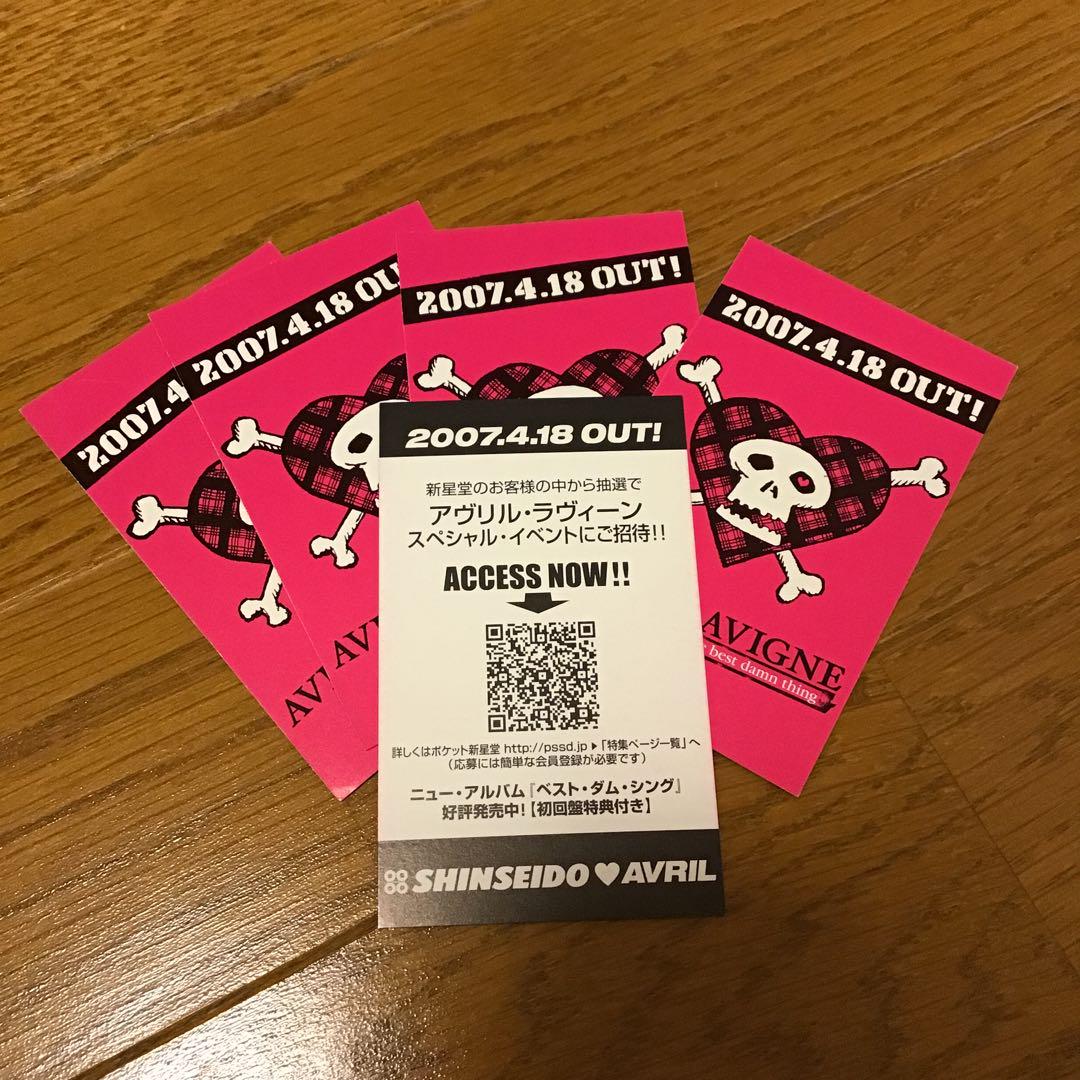 2007.4
2007.4.18 OU
2007.4.18 OUT!
2007.4.18 OUT!
AVI
AVI
AVIGNE
best damn thing
2007.4.18 OUT!
新星堂のお客様の中から抽選で
アヴリル・ラヴィーン
スペシャル・イベントにご招待!!
ACCESS NOW!!
詳しくはポケット新星堂 http://pssd.jp ▶「特集ページ一覧」へ
(応募には簡単な会員登録が必要です)
ニュー・アルバム『ベスト・ダム・シング』
好評発売中!【初回盤特典付き】
SHINSEIDO ♥ AVRIL